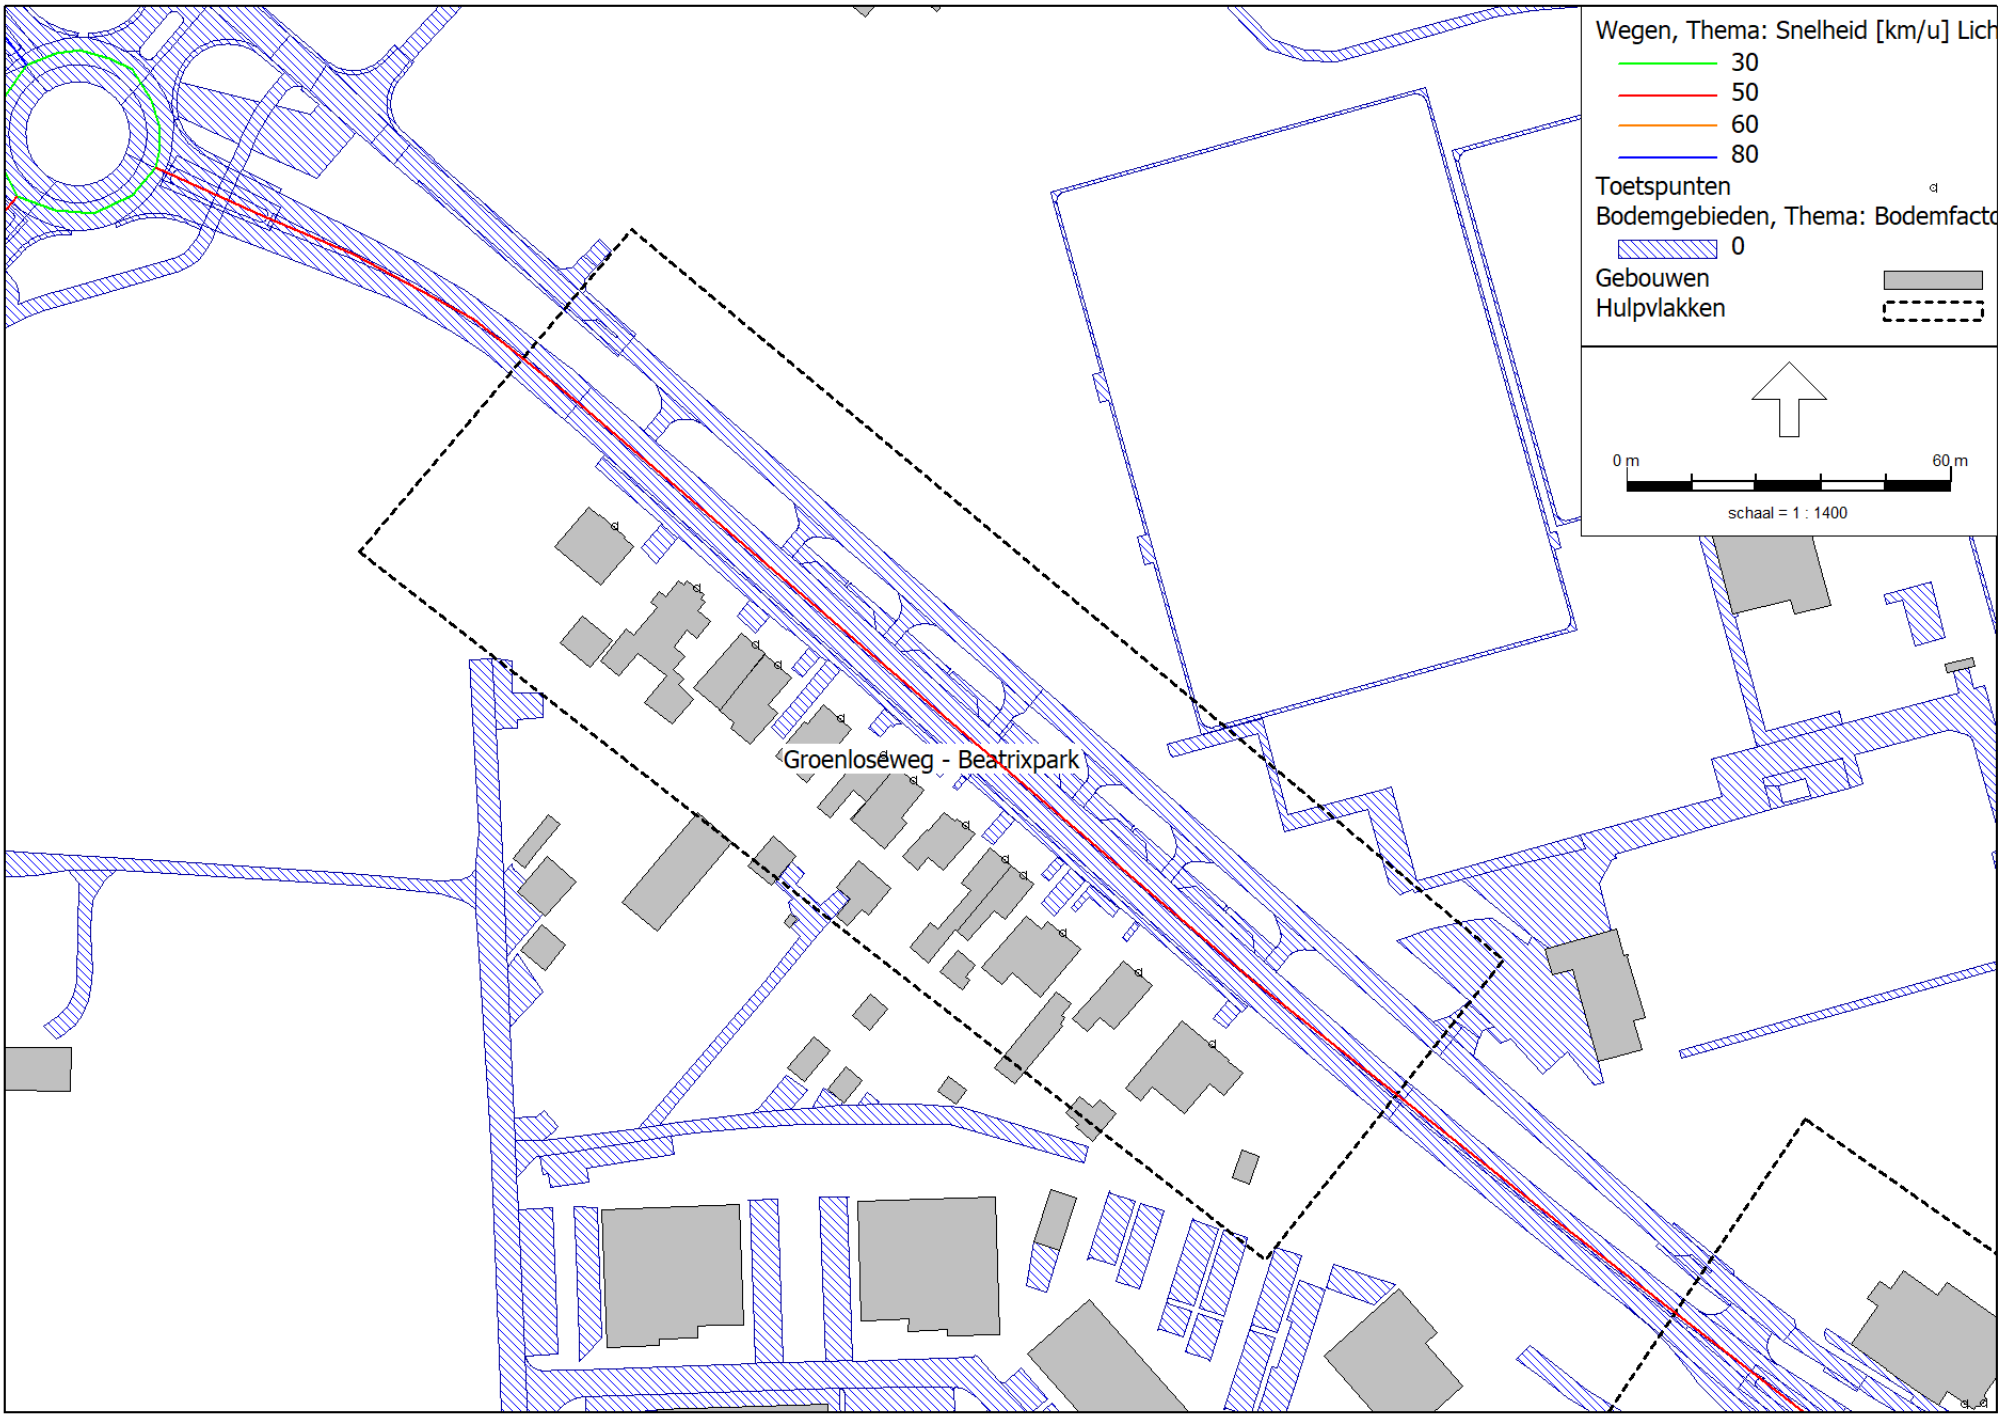 Wegen, Thema: Snelheid [km/u] Lich
30
50
60
80
Toetspunten
Bodemgebieden, Thema: Bodemfacto
0
Gebouwen
Hulpvlakken
0 m 60 m
schaal = 1 : 1400
Groenloseweg - Beatrixpark